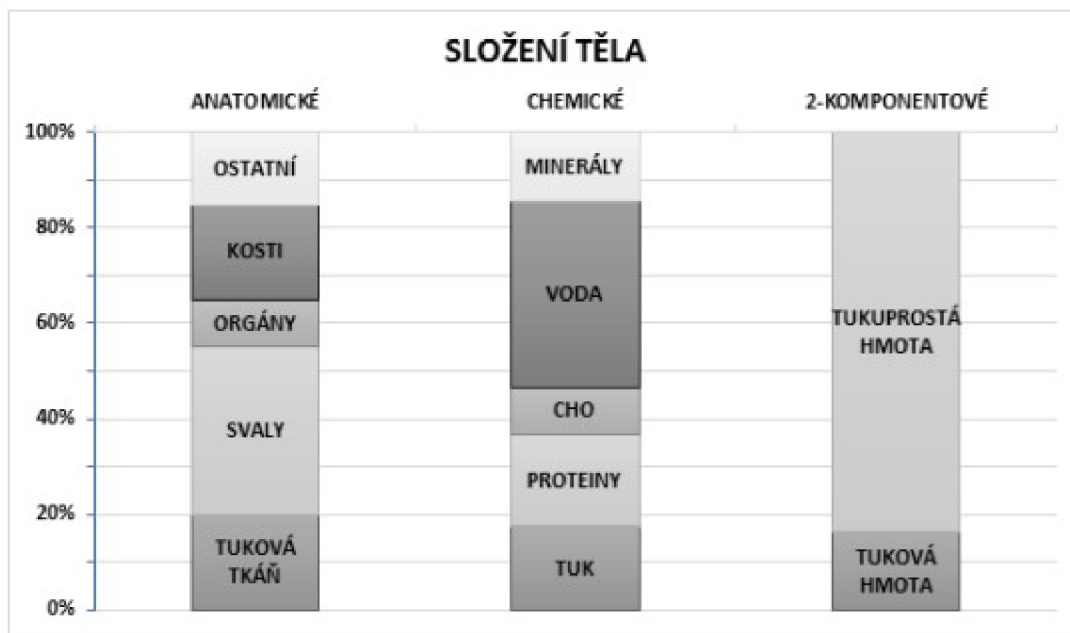 SLOŽENÍ TĚLA
ANATOMICKÉ
CHEMICKÉ
2-KOMPONENTOVÉ
100%
80%
60%
40%
20%
0%
OSTATNÍ
KOSTI
ORGÁNY
SVALY
TUKOVÁ
TKÁŇ
MINERÁLY
VODA
CHO
PROTEINY
TUK
TUKUPROSTÁ
HMOTA
TUKOVÁ
HMOTA